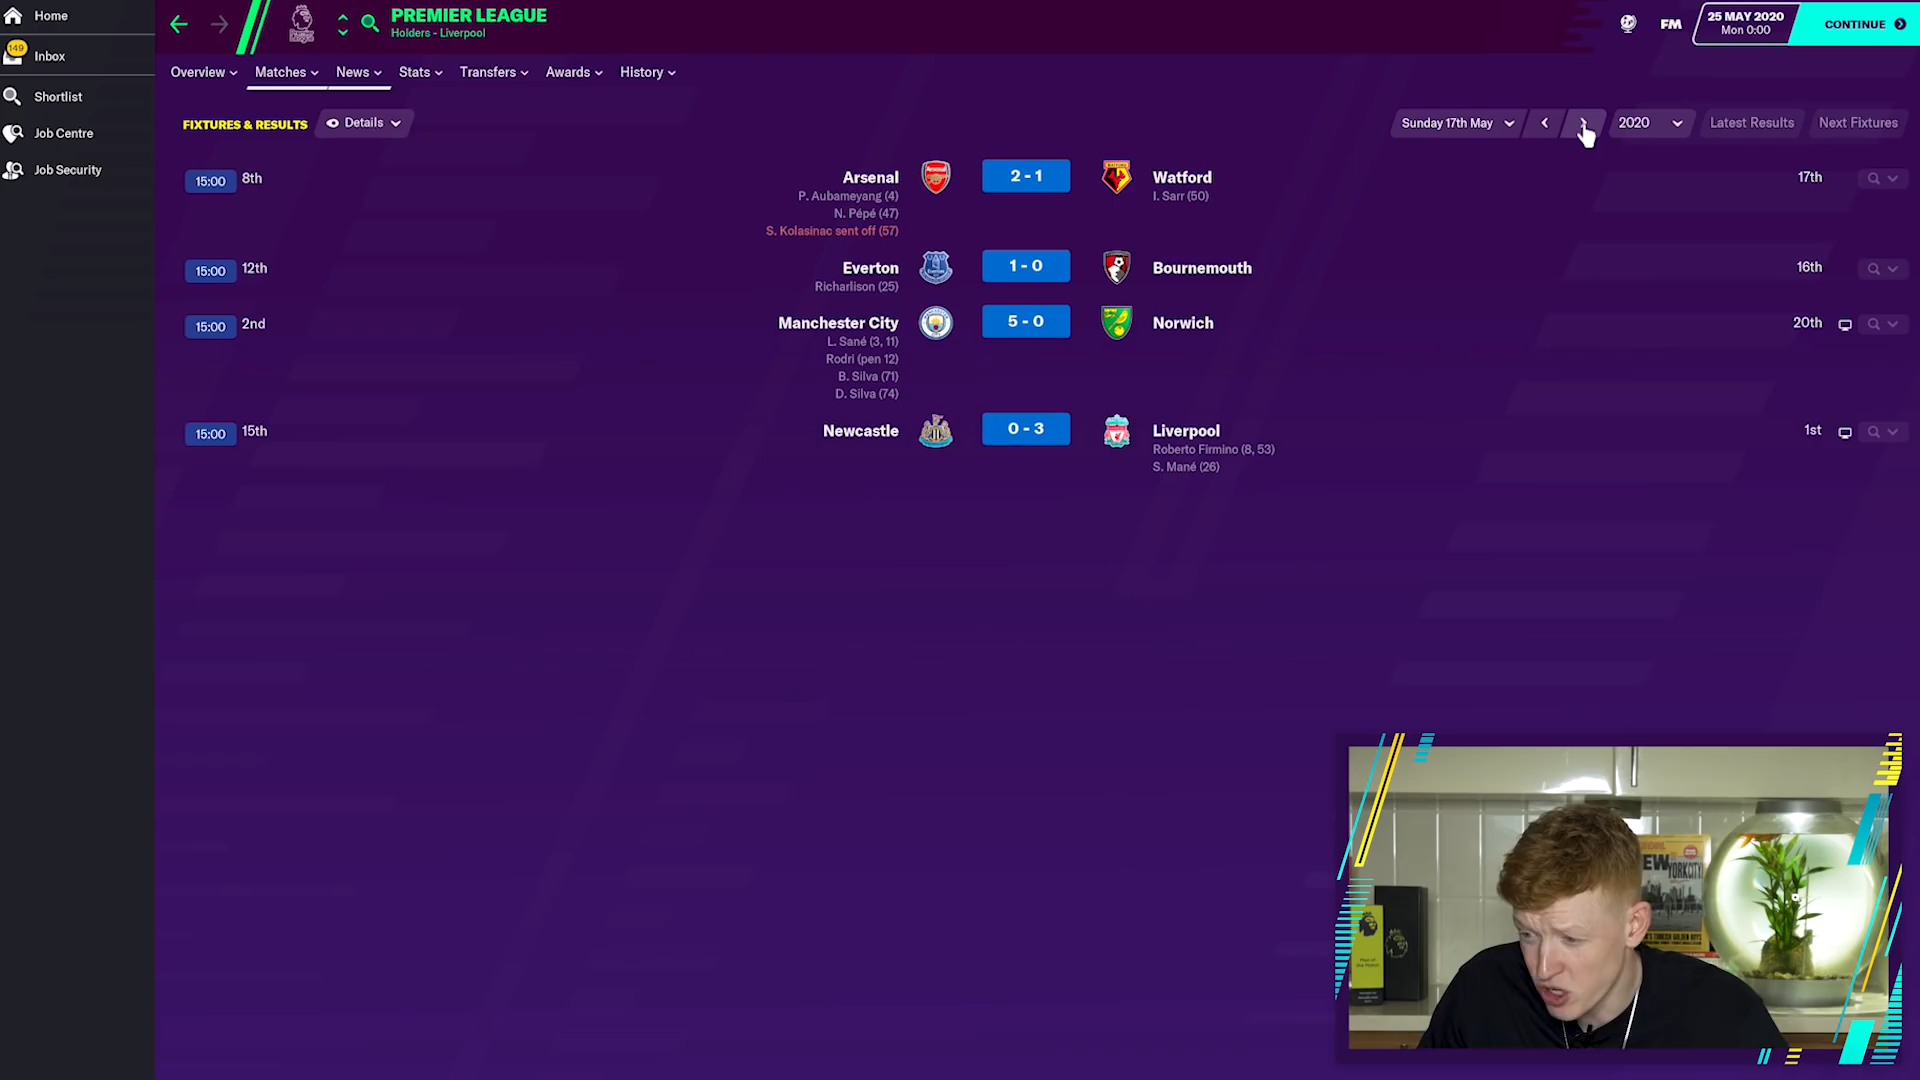 Home
149
Inbox
Shortlist
Job Centre
Job Security
PREMIER LEAGUE
Holders - Liverpool
FM
25 MAY 2020
Mon 0:00
CONTINUE
Overview
Matches
News
Stats
Transfers
Awards
History
FIXTURES & RESULTS
Details
Sunday 17th May
2020
Latest Results
Next Fixtures
15:00 8th Arsenal 2 - 1 Watford 17th
P. Aubameyang (4) I. Sarr (50)
N. Pépé (47)
S. Kolasinac sent off (57)
15:00 12th Everton 1 - 0 Bournemouth 16th
Richarlison (25)
15:00 2nd Manchester City 5 - 0 Norwich 20th
L. Sané (3, 11)
Rodri (pen 12)
B. Silva (71)
D. Silva (74)
15:00 15th Newcastle 0 - 3 Liverpool 1st
Roberto Firmino (8, 53)
S. Mané (26)
EW
YORK CITY